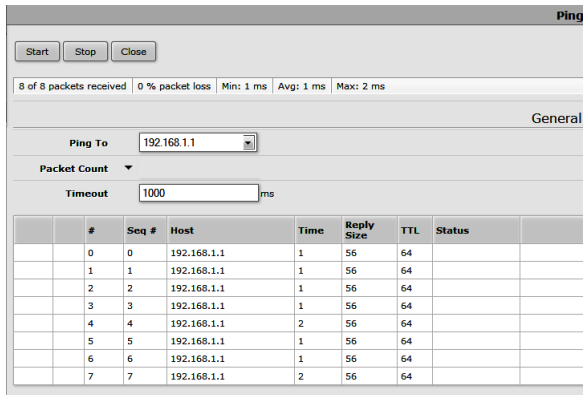 Ping
Start Stop Close
8 of 8 packets received 0 % packet loss Min: 1 ms Avg: 1 ms Max: 2 ms
General
Ping To 192.168.1.1
Packet Count
Timeout 1000 ms
# Seq # Host Time Reply Size TTL Status
0 0 192.168.1.1 1 56 64
1 1 192.168.1.1 1 56 64
2 2 192.168.1.1 1 56 64
3 3 192.168.1.1 1 56 64
4 4 192.168.1.1 2 56 64
5 5 192.168.1.1 1 56 64
6 6 192.168.1.1 1 56 64
7 7 192.168.1.1 2 56 64